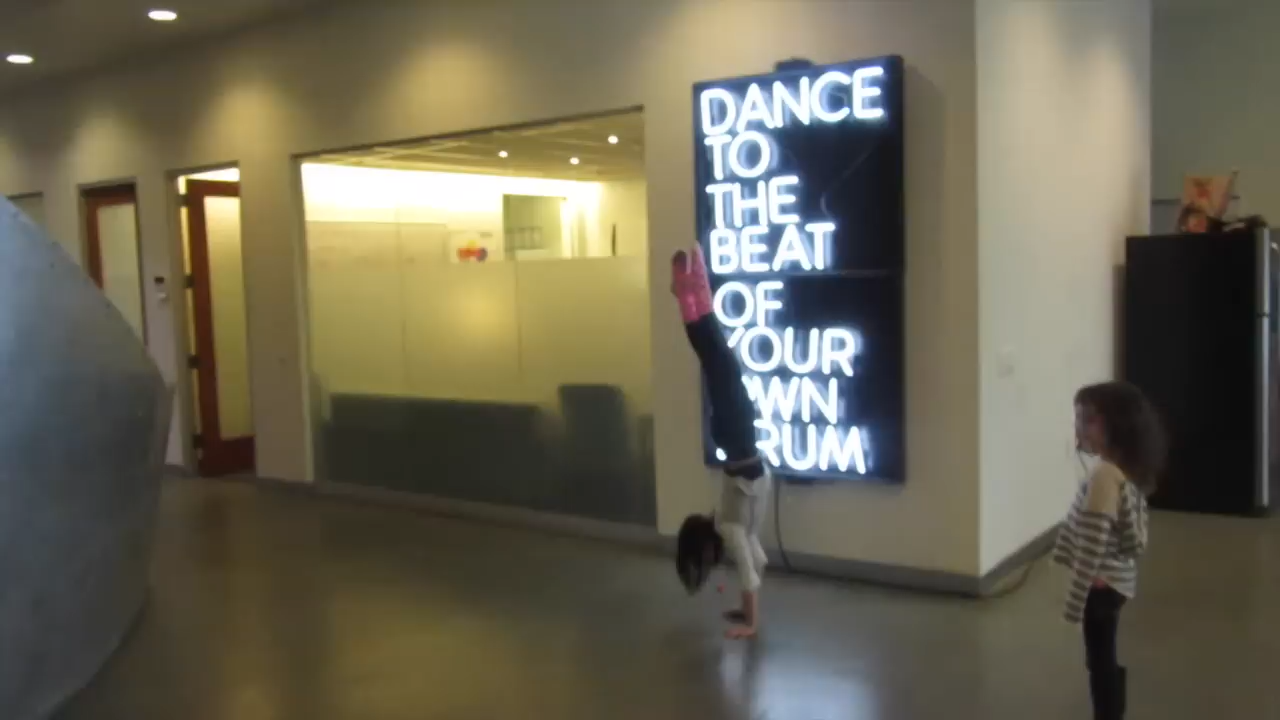 DANCE
TO
THE
BEAT
OF
YOUR
OWN
DRUM